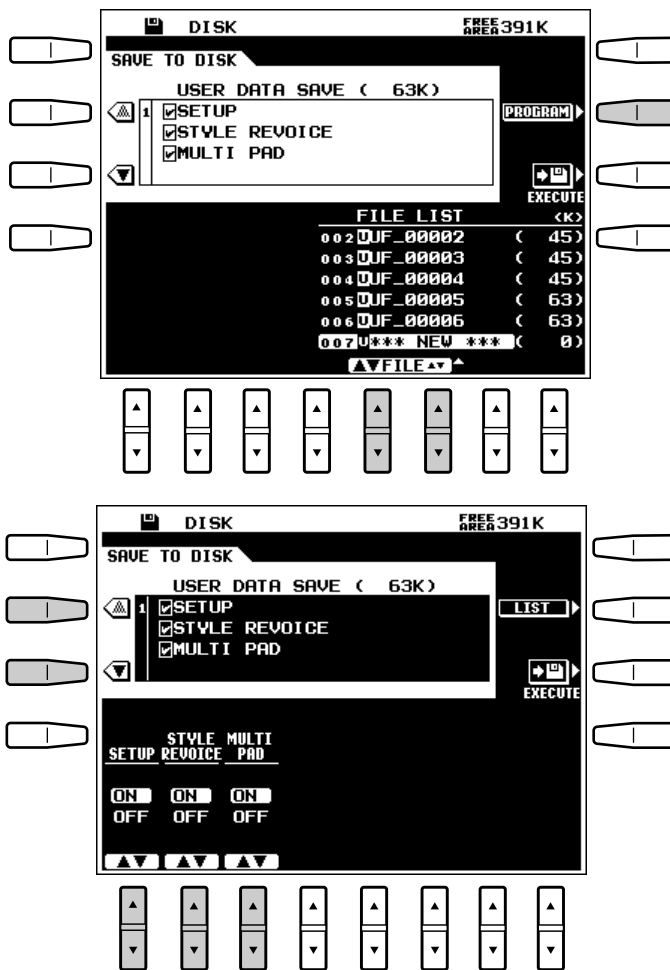 DISK FREE AREA 391K
SAVE TO DISK
USER DATA SAVE ( 63K)
1 SETUP
STYLE REVOICE
MULTI PAD
PROGRAM
EXECUTE
FILE LIST <K>
002 U UF_00002 ( 45)
003 U UF_00003 ( 45)
004 U UF_00004 ( 45)
005 U UF_00005 ( 63)
006 U UF_00006 ( 63)
007 U *** NEW *** ( 0)
▲▼FILE▲▼
DISK FREE AREA 391K
SAVE TO DISK
USER DATA SAVE ( 63K)
1 SETUP
STYLE REVOICE
MULTI PAD
LIST
EXECUTE
SETUP STYLE REVOICE MULTI PAD
ON ON ON
OFF OFF OFF